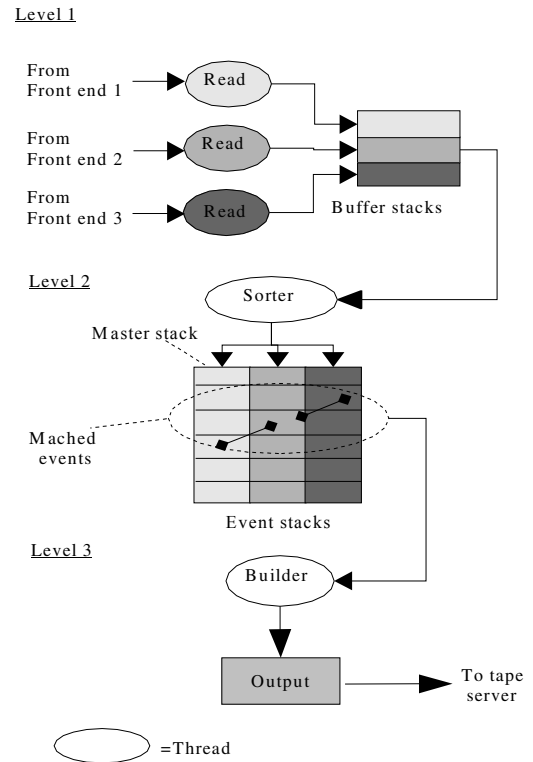 Level 1
From
Front end 1
Read
From
Front end 2
Read
From
Front end 3
Read
Buffer stacks
Level 2
Sorter
Master stack
Mached
events
Event stacks
Level 3
Builder
Output
To tape
server
=Thread